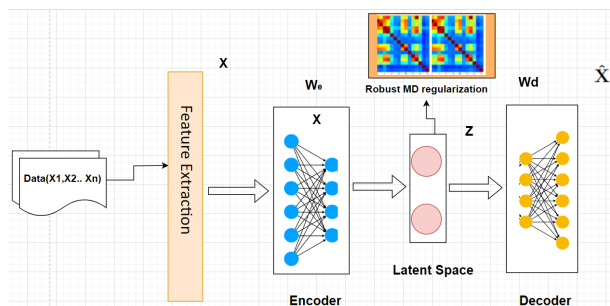 X
Robust MD regularization
We
Wd
X̂
X
Z
Data(X1,X2.. Xn)
Feature Extraction
Latent Space
Encoder
Decoder